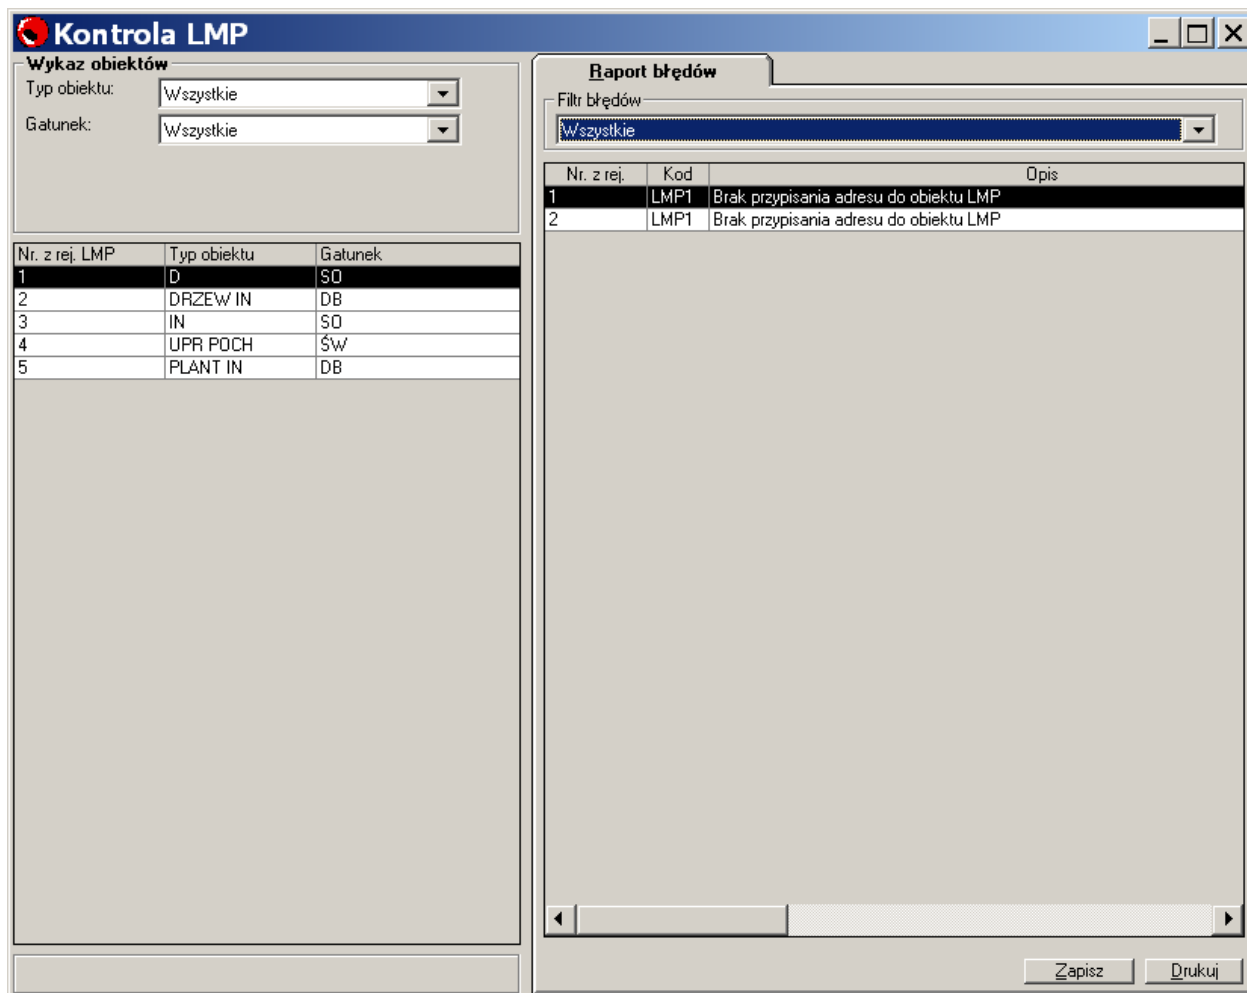 Kontrola LMP
Wykaz obiektów
Typ obiektu: Wszystkie
Gatunek: Wszystkie
Nr. z rej. LMP Typ obiektu Gatunek
1 D SO
2 DRZEW IN DB
3 IN SO
4 UPR POCH ŚW
5 PLANT IN DB
Raport błędów
Filtr błędów
Wszystkie
Nr. z rej. Kod Opis
1 LMP1 Brak przypisania adresu do obiektu LMP
2 LMP1 Brak przypisania adresu do obiektu LMP
Zapisz Drukuj